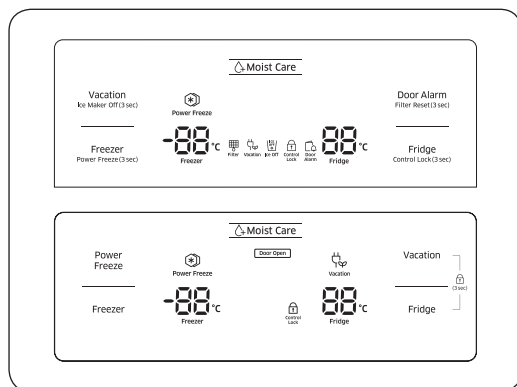 Moist Care
Vacation
Ice Maker Off (3 sec)
Power Freeze
Door Alarm
Filter Reset (3 sec)
Freezer
Power Freeze (3 sec)
-88°C
Freezer
Filter
Vacation
Ice Off
Control
Lock
Door
Alarm
88°C
Fridge
Fridge
Control Lock (3 sec)
Moist Care
Power
Freeze
Power Freeze
Door Open
Vacation
Vacation
(3 sec)
Freezer
-88°C
Freezer
Control
Lock
88°C
Fridge
Fridge